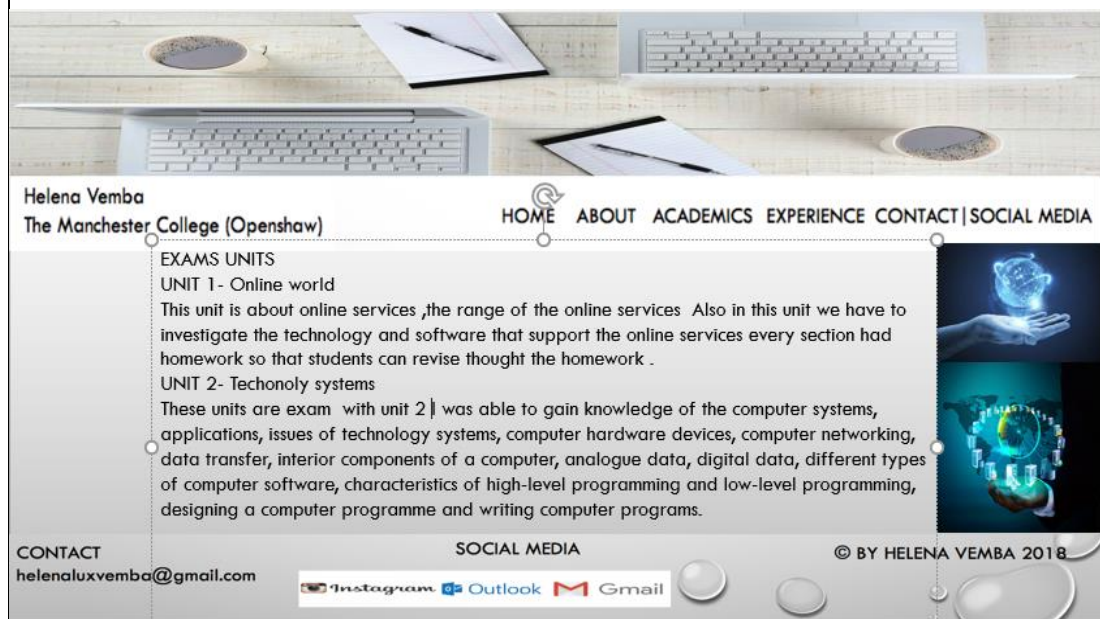 Helena Vemba
The Manchester College (Openshaw)
HOME ABOUT ACADEMICS EXPERIENCE CONTACT|SOCIAL MEDIA
EXAMS UNITS
UNIT 1- Online world
This unit is about online services ,the range of the online services Also in this unit we have to
investigate the technology and software that support the online services every section had
homework so that students can revise thought the homework .
UNIT 2- Techonoly systems
These units are exam with unit 2 I was able to gain knowledge of the computer systems,
applications, issues of technology systems, computer hardware devices, computer networking,
data transfer, interior components of a computer, analogue data, digital data, different types
of computer software, characteristics of high-level programming and low-level programming,
designing a computer programme and writing computer programs.
CONTACT
helenaluxvemba@gmail.com
SOCIAL MEDIA
Instagram Outlook Gmail
© BY HELENA VEMBA 2018